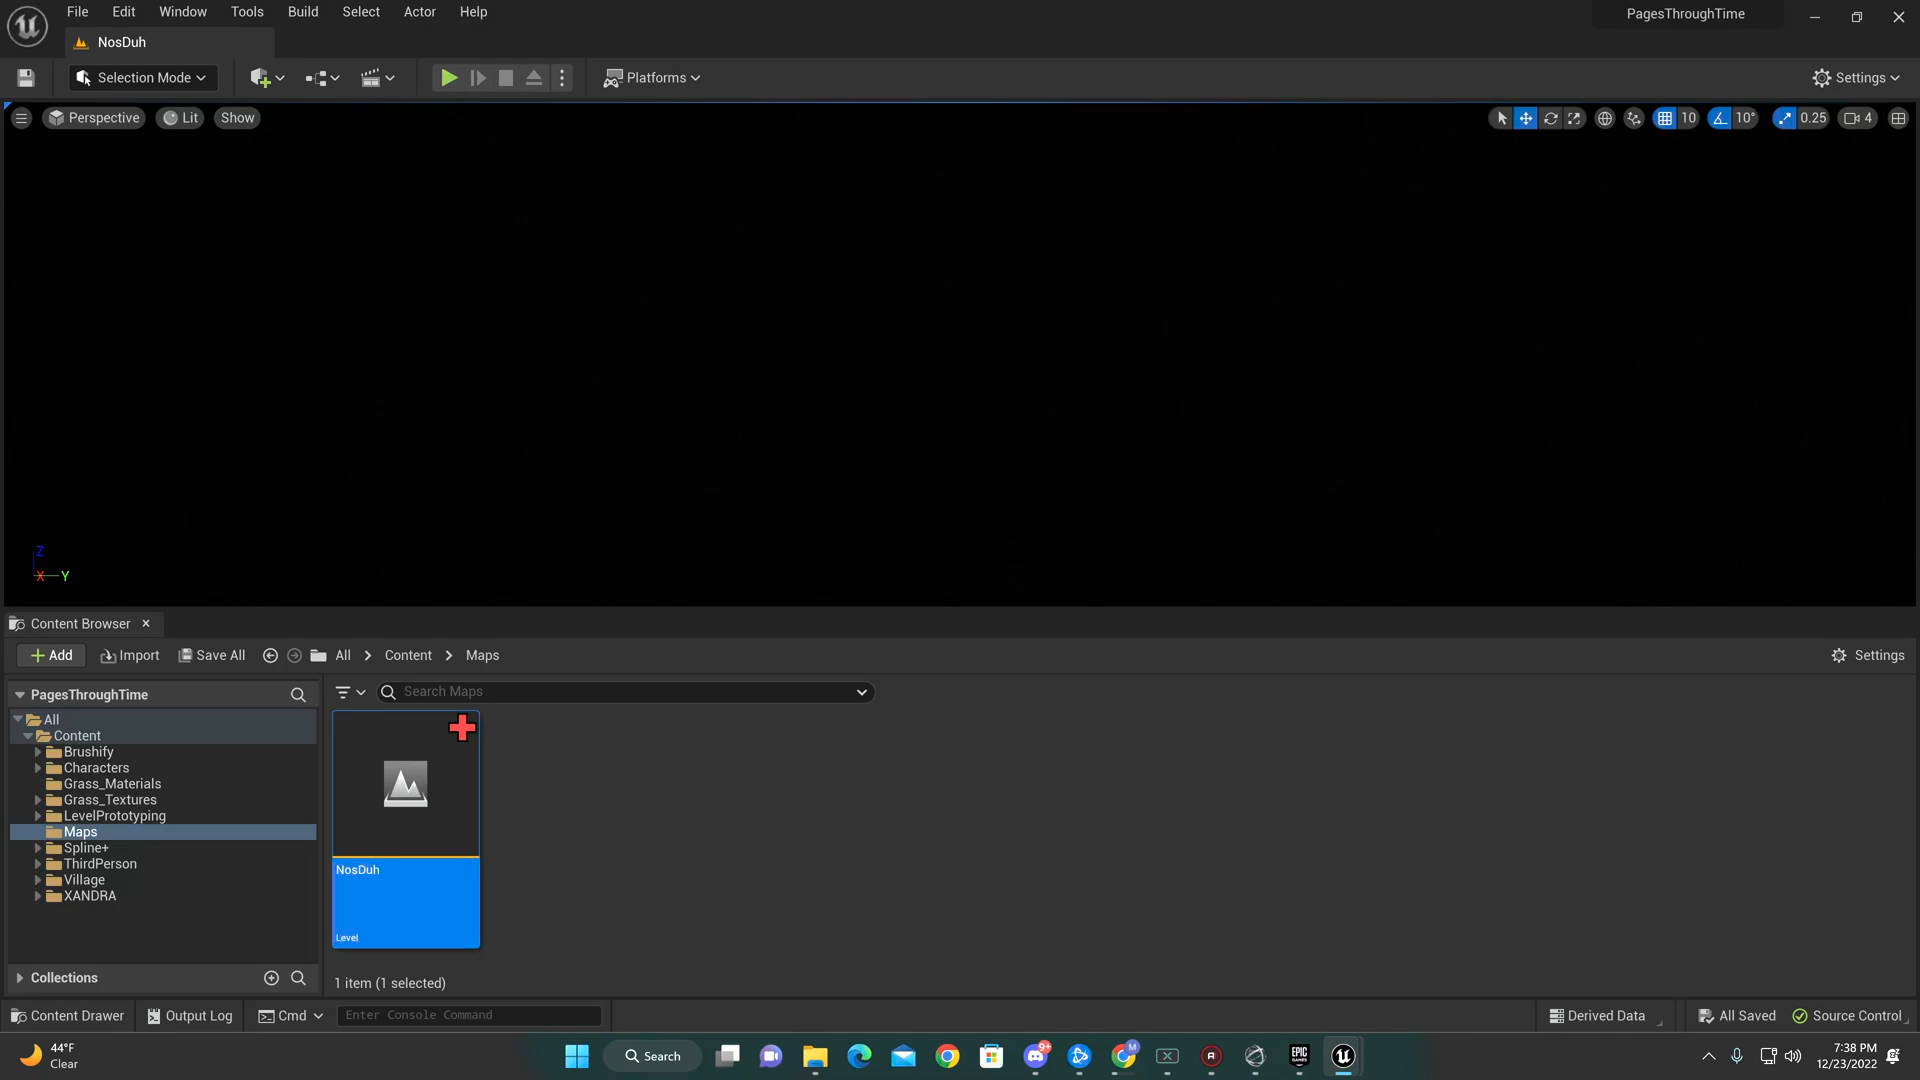 File Edit Window Tools Build Select Actor Help
PagesThroughTime
NosDuh
Selection Mode
Platforms
Settings
Perspective Lit Show
10 10° 0.25 4
Z
X Y
Content Browser
Add Import Save All All > Content > Maps
Settings
PagesThroughTime
Search Maps
All
Content
Brushify
Characters
Grass_Materials
Grass_Textures
LevelPrototyping
Maps
Spline+
ThirdPerson
Village
XANDRA
NosDuh
Level
Collections
1 item (1 selected)
Content Drawer Output Log Cmd Enter Console Command
Derived Data All Saved Source Control
44°F
Clear
Search
9+
M
EPIC
GAMES
7:38 PM
12/23/2022